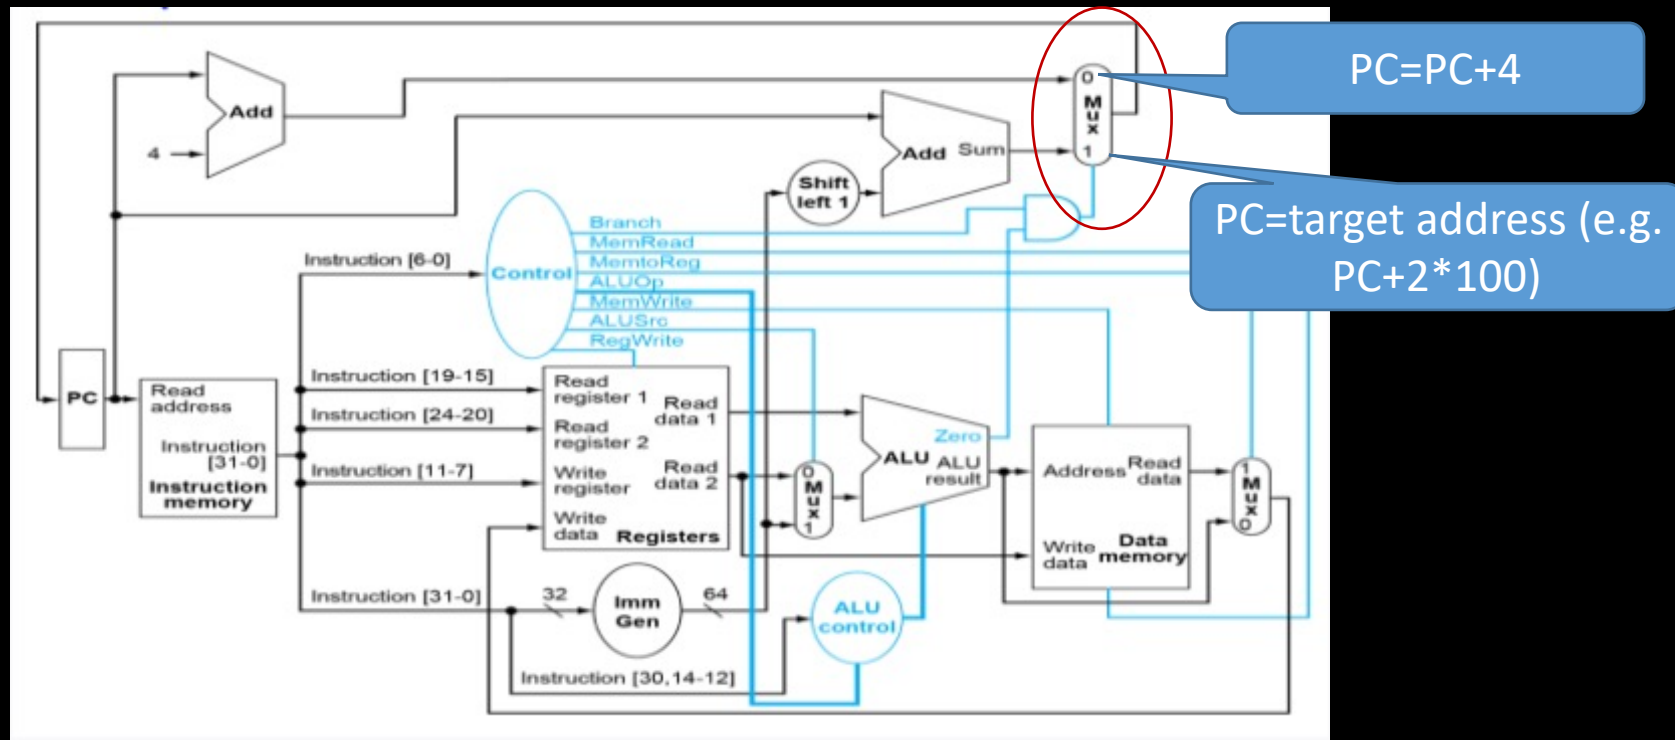 PC=PC+4
PC=target address (e.g.
PC+2*100)
Add
4
0
M
u
x
1
Add Sum
Shift
left 1
Branch
MemRead
MemtoReg
ALUOp
MemWrite
ALUSrc
RegWrite
Control
Instruction [6-0]
PC
Read
address
Instruction
[31-0]
Instruction
memory
Instruction [19-15]
Instruction [24-20]
Instruction [11-7]
Instruction [31-0]
Read
register 1
Read
data 1
Read
register 2
Write
register
Read
data 2
Write
data
Registers
0
M
u
x
1
Zero
ALU
ALU
result
Address
Read
data
Write
data
Data
memory
1
M
u
x
0
32
Imm
Gen
64
ALU
control
Instruction [30,14-12]